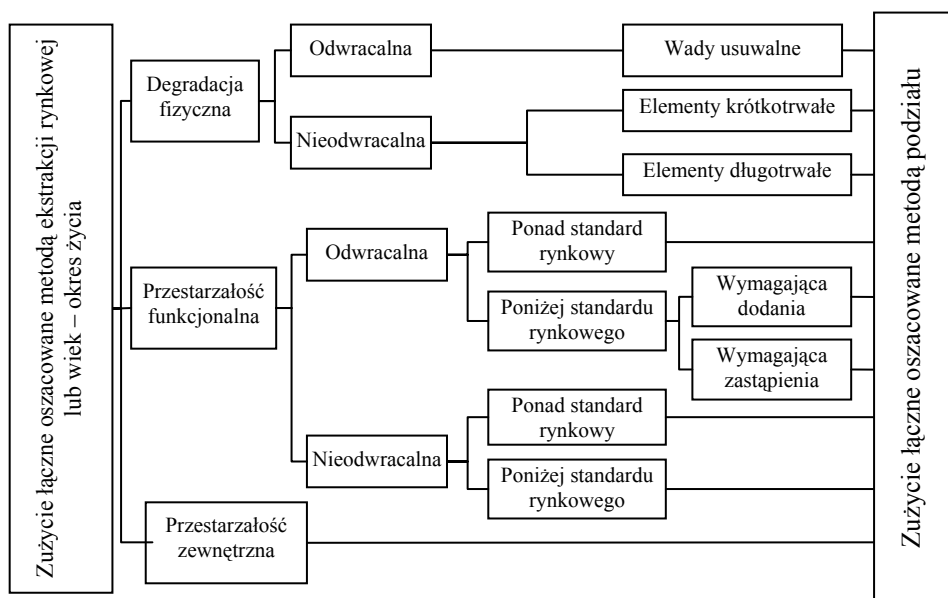 Zużycie łączne oszacowane metodą ekstrakcji rynkowej
lub wiek – okres życia
Degradacja
fizyczna
Odwracalna
Wady usuwalne
Nieodwracalna
Elementy krótkotrwałe
Elementy długotrwałe
Przestarzałość
funkcjonalna
Odwracalna
Ponad standard
rynkowy
Poniżej standardu
rynkowego
Wymagająca
dodania
Wymagająca
zastąpienia
Nieodwracalna
Ponad standard
rynkowy
Poniżej standardu
rynkowego
Przestarzałość
zewnętrzna
Zużycie łączne oszacowane metodą podziału